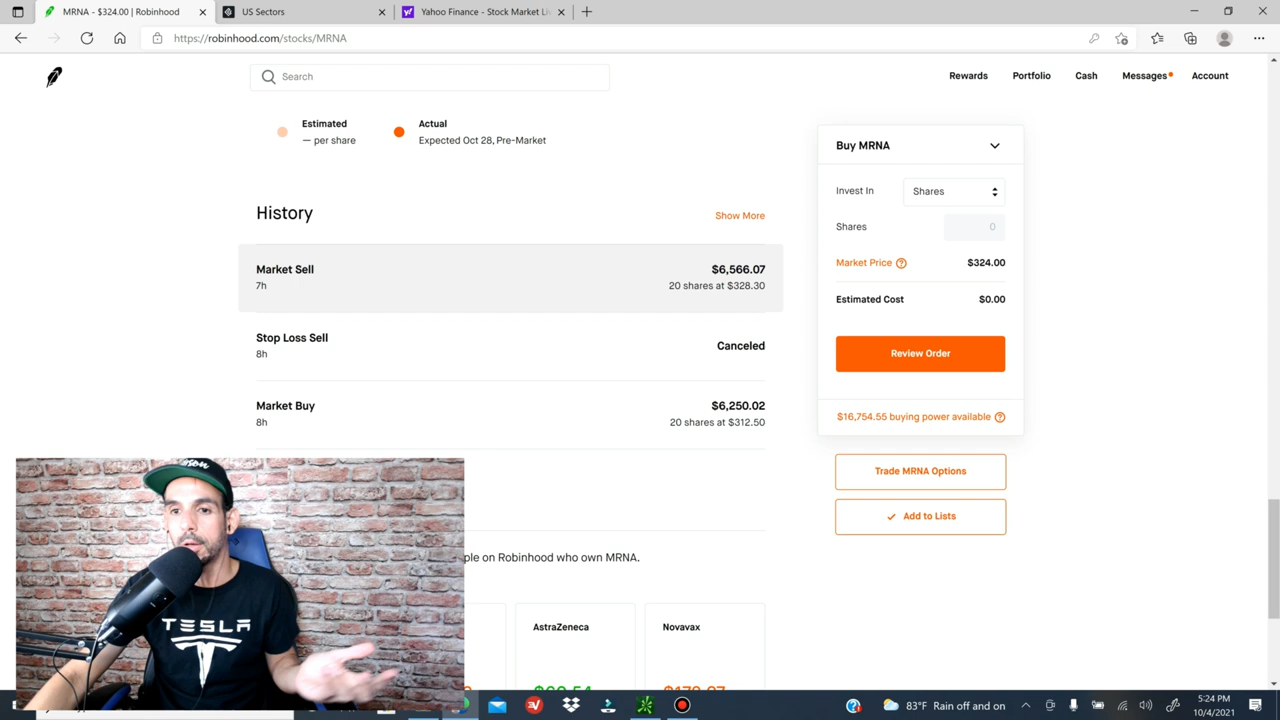 MRNA - $324.00 | Robinhood
US Sectors
Yahoo Finance - Stock Market Li
https://robinhood.com/stocks/MRNA
Search
Rewards
Portfolio
Cash
Messages
Account
Estimated
— per share
Actual
Expected Oct 28, Pre-Market
History
Show More
Market Sell
7h
$6,566.07
20 shares at $328.30
Stop Loss Sell
8h
Canceled
Market Buy
8h
$6,250.02
20 shares at $312.50
ple on Robinhood who own MRNA.
AstraZeneca
Novavax
Buy MRNA
Invest In
Shares
Shares
0
Market Price
$324.00
Estimated Cost
$0.00
Review Order
$16,754.55 buying power available
Trade MRNA Options
Add to Lists
TESLA
83°F Rain off and on
5:24 PM
10/4/2021